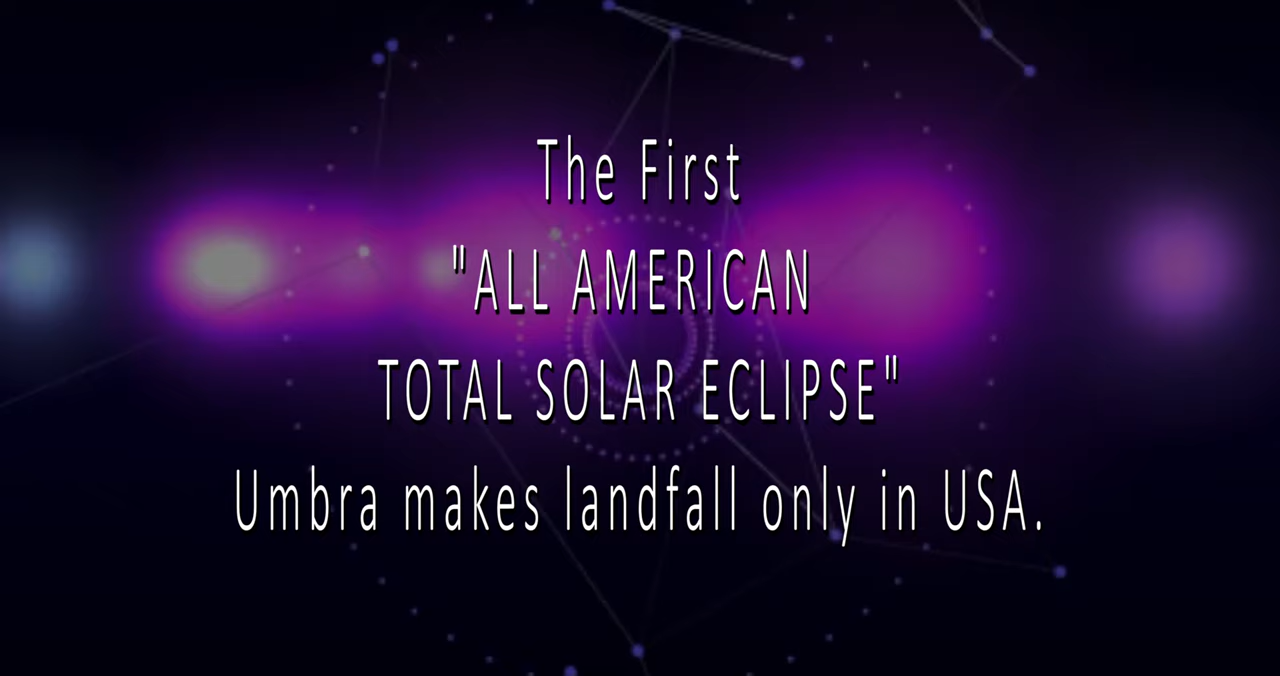 The First
"ALL AMERICAN
TOTAL SOLAR ECLIPSE"
Umbra makes landfall only in USA.